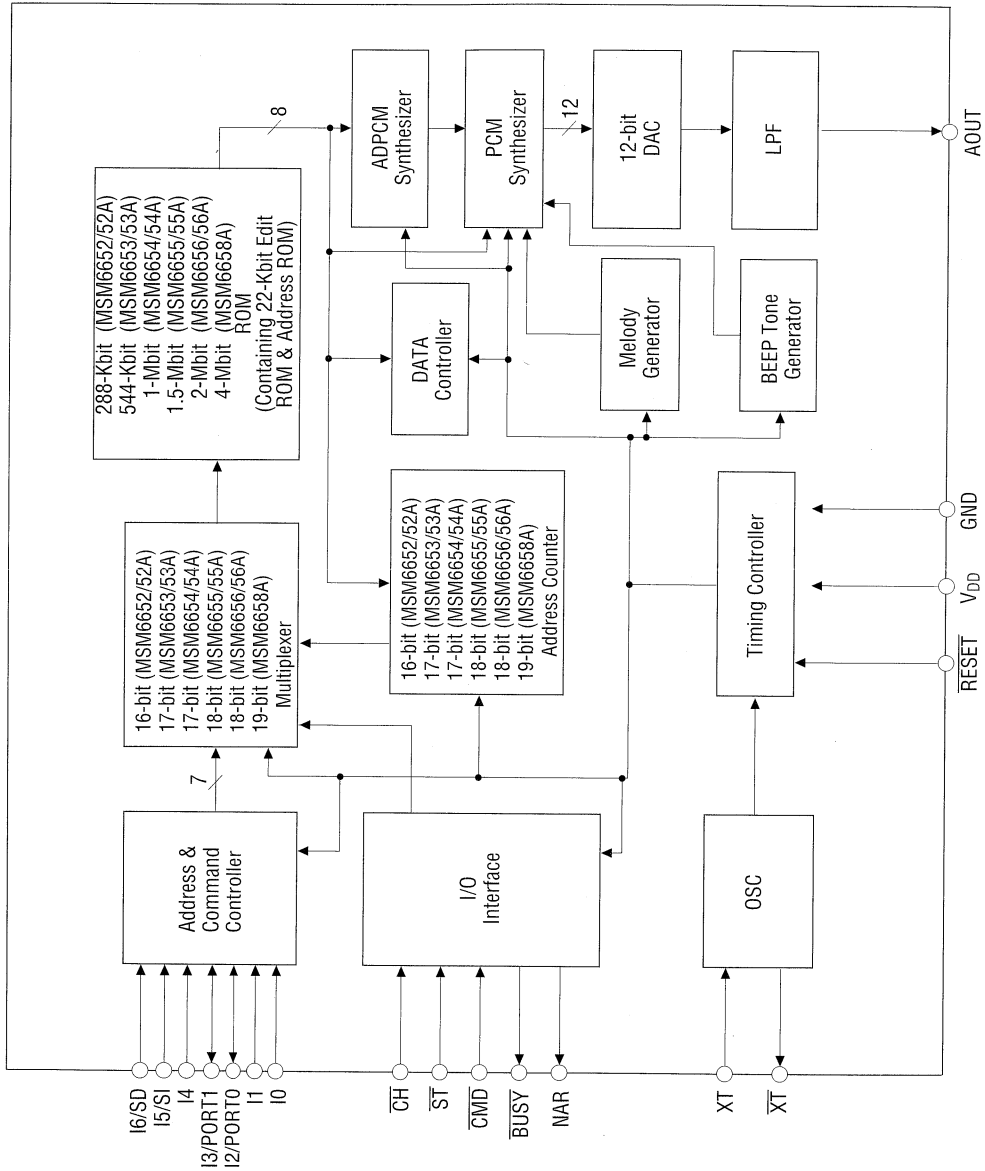 I6/SD
I5/SI
I4
I3/PORT1
I2/PORT0
I1
I0
Address &
Command
Controller
7
16-bit (MSM6652/52A)
17-bit (MSM6653/53A)
17-bit (MSM6654/54A)
18-bit (MSM6655/55A)
18-bit (MSM6656/56A)
19-bit (MSM6658A)
Multiplexer
288-Kbit (MSM6652/52A)
544-Kbit (MSM6653/53A)
1-Mbit (MSM6654/54A)
1.5-Mbit (MSM6655/55A)
2-Mbit (MSM6656/56A)
4-Mbit (MSM6658A)
ROM
(Containing 22-Kbit Edit
ROM & Address ROM)
8
CH
ST
CMD
BUSY
NAR
I/O
Interface
16-bit (MSM6652/52A)
17-bit (MSM6653/53A)
17-bit (MSM6654/54A)
18-bit (MSM6655/55A)
18-bit (MSM6656/56A)
19-bit (MSM6658A)
Address Counter
DATA
Controller
ADPCM
Synthesizer
PCM
Synthesizer
12
12-bit
DAC
LPF
Melody
Generator
BEEP Tone
Generator
XT
XT
OSC
Timing Controller
RESET
VDD
GND
AOUT